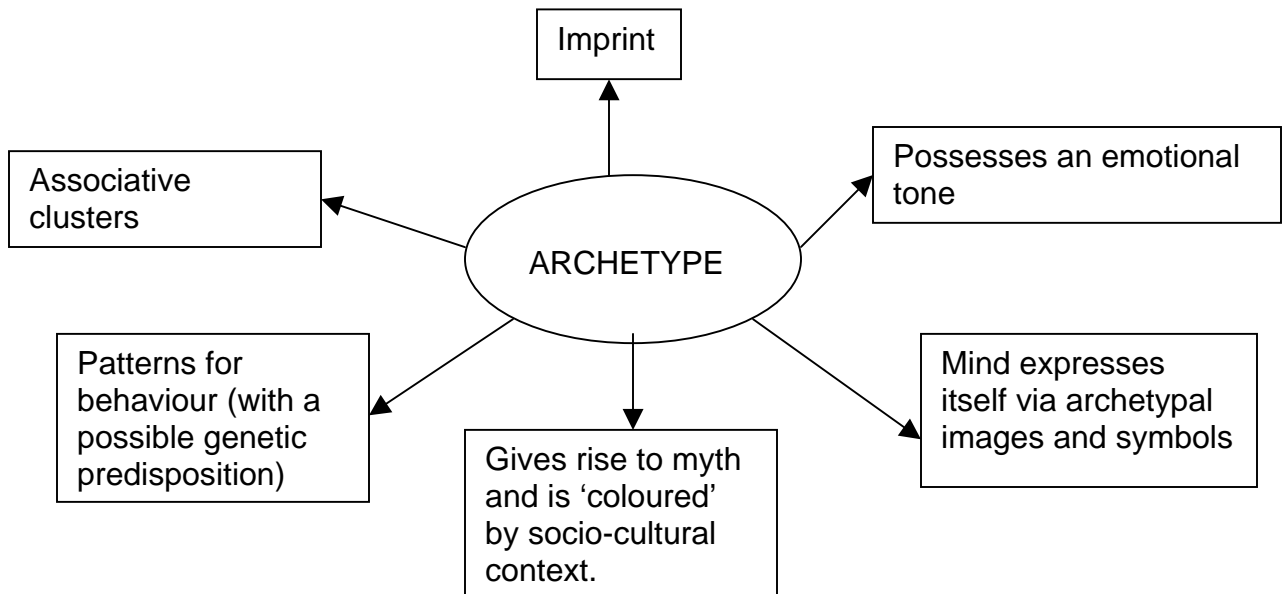 Imprint
Possesses an emotional
tone
Associative
clusters
ARCHETYPE
Patterns for
behaviour (with a
possible genetic
predisposition)
Mind expresses
itself via archetypal
images and symbols
Gives rise to myth
and is ‘coloured’
by socio-cultural
context.